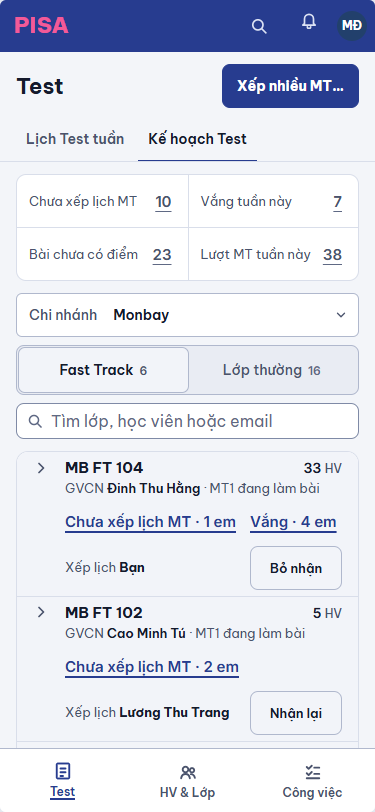 PISA
MĐ
Test
Xếp nhiều MT...
Lịch Test tuần
Kế hoạch Test
Chưa xếp lịch MT 10
Vắng tuần này 7
Bài chưa có điểm 23
Lượt MT tuần này 38
Chi nhánh Monbay
Fast Track 6
Lớp thường 16
Tìm lớp, học viên hoặc email
MB FT 104 33 HV
GVCN Đinh Thu Hằng · MT1 đang làm bài
Chưa xếp lịch MT · 1 em Vắng · 4 em
Xếp lịch Bạn Bỏ nhận
MB FT 102 5 HV
GVCN Cao Minh Tú · MT1 đang làm bài
Chưa xếp lịch MT · 2 em
Xếp lịch Lương Thu Trang Nhận lại
Test
HV & Lớp
Công việc